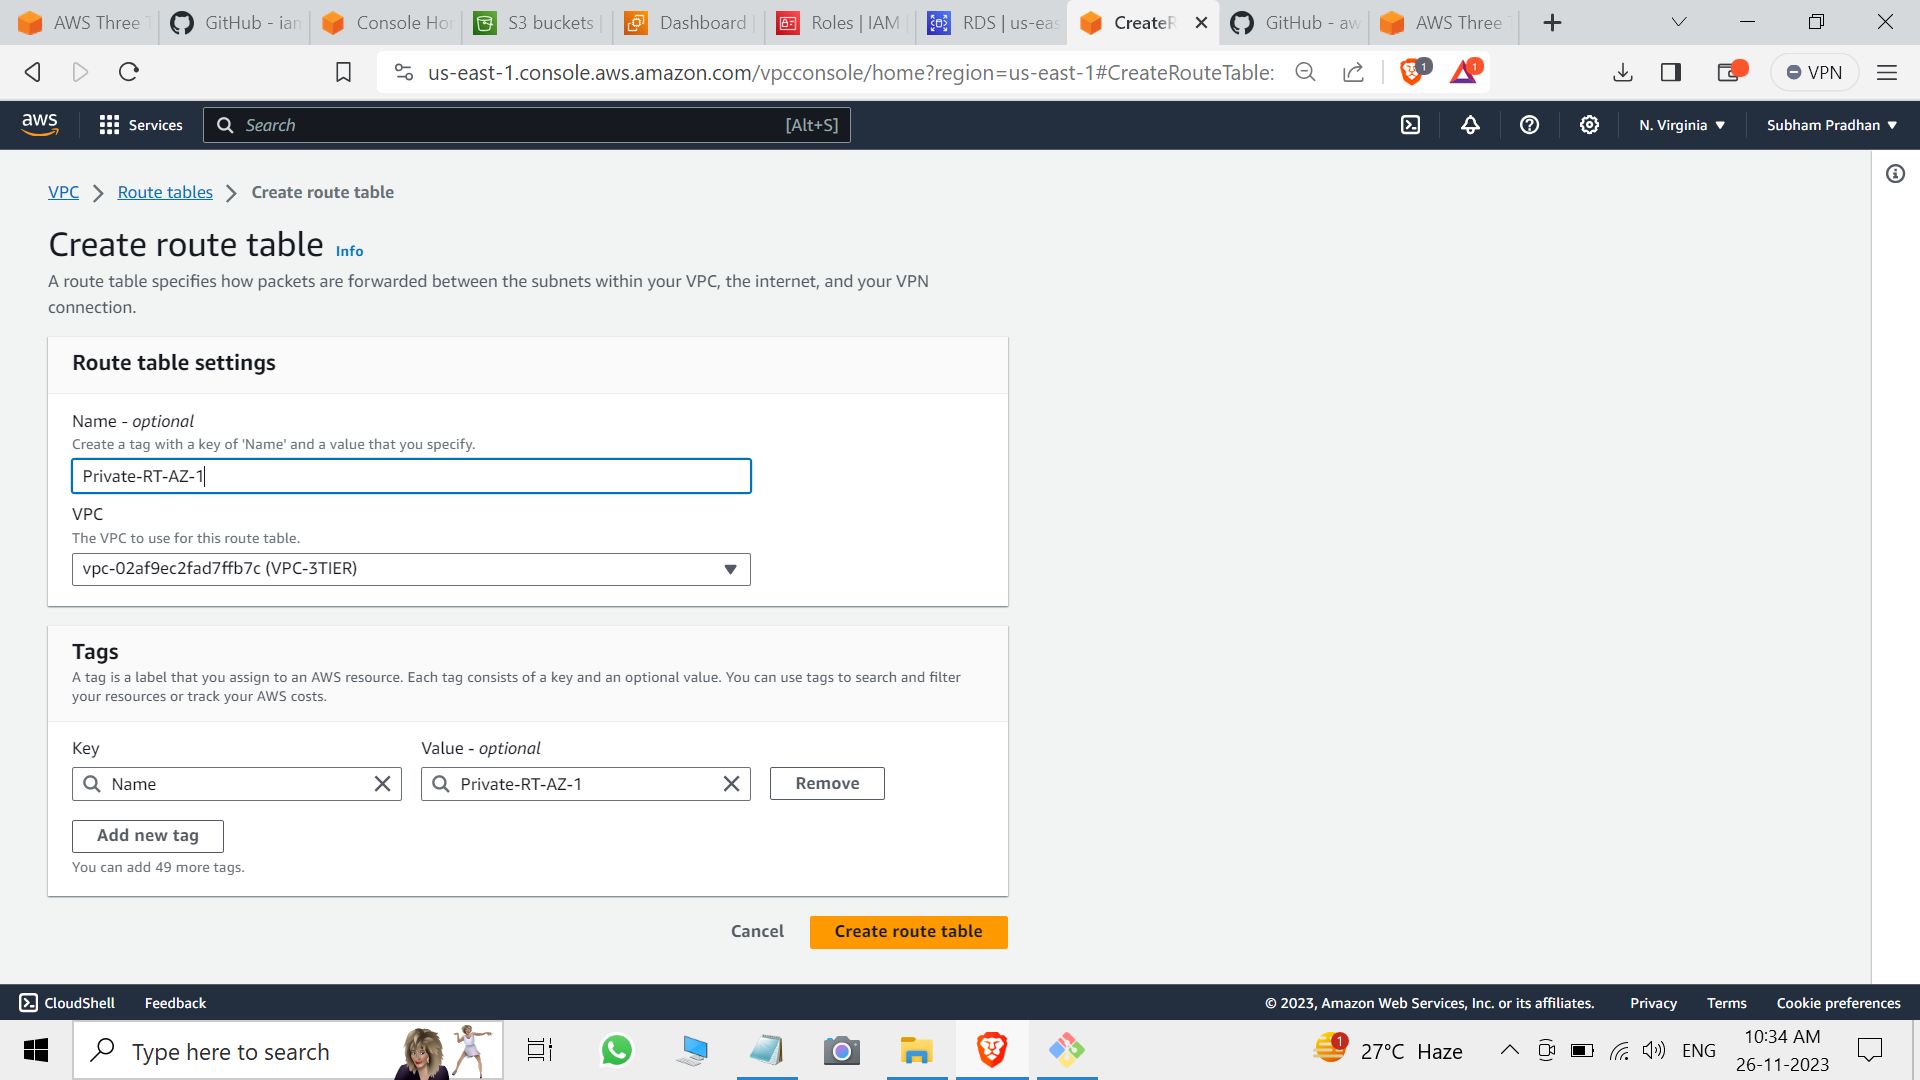 AWS Three T
GitHub - iam
Console Hor
S3 buckets |
Dashboard |
Roles | IAM |
RDS | us-eas
CreateR
GitHub - aw
AWS Three T
us-east-1.console.aws.amazon.com/vpcconsole/home?region=us-east-1#CreateRouteTable:
1
1
VPN
aws
Services
Search
[Alt+S]
N. Virginia
Subham Pradhan
VPC
Route tables
Create route table
Create route table Info
A route table specifies how packets are forwarded between the subnets within your VPC, the internet, and your VPN
connection.
Route table settings
Name - optional
Create a tag with a key of 'Name' and a value that you specify.
Private-RT-AZ-1
VPC
The VPC to use for this route table.
vpc-02af9ec2fad7ffb7c (VPC-3TIER)
Tags
A tag is a label that you assign to an AWS resource. Each tag consists of a key and an optional value. You can use tags to search and filter
your resources or track your AWS costs.
Key
Value - optional
Name
Private-RT-AZ-1
Remove
Add new tag
You can add 49 more tags.
Cancel
Create route table
CloudShell
Feedback
© 2023, Amazon Web Services, Inc. or its affiliates.
Privacy
Terms
Cookie preferences
Type here to search
1
27°C Haze
ENG
10:34 AM
26-11-2023